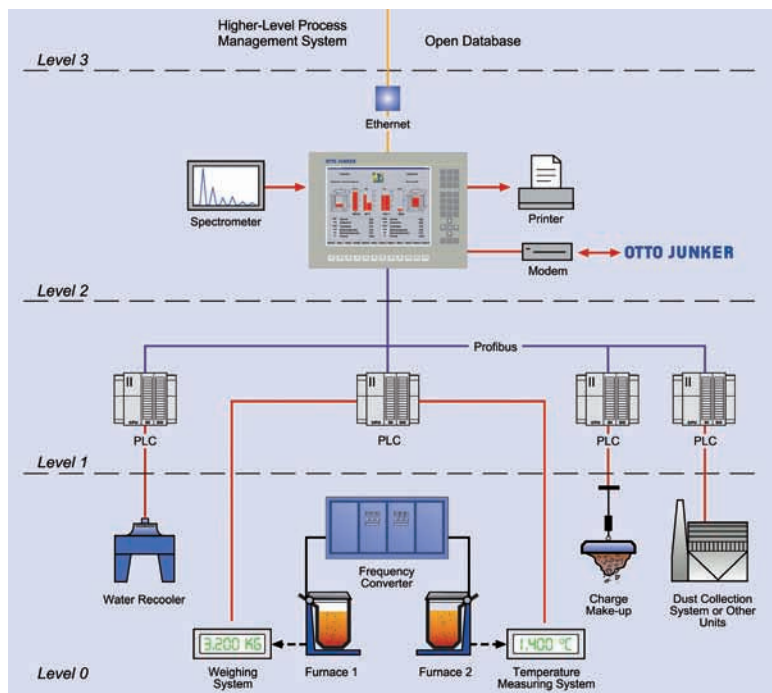 Higher-Level Process
Management System
Open Database
Level 3
Ethernet
OTTO JUNKER
Spectrometer
Printer
Modem
OTTO JUNKER
Level 2
Profibus
PLC
PLC
PLC
PLC
Level 1
Frequency
Converter
Water Recooler
Charge
Make-up
Dust Collection
System or Other
Units
3.200 KG
1.400 °C
Weighing
System
Furnace 1
Furnace 2
Temperature
Measuring System
Level 0